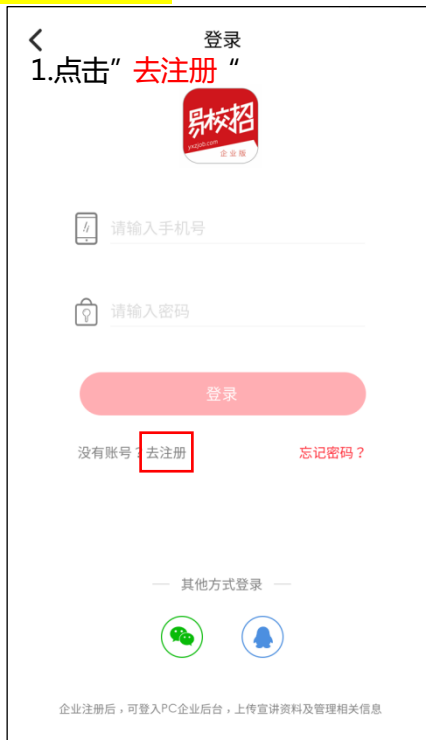 登录
1.点击”去注册“
易校招
yxzjob.com
企业版
请输入手机号
请输入密码
登录
没有账号？去注册
忘记密码？
其他方式登录
企业注册后，可登入PC企业后台，上传宣讲资料及管理相关信息